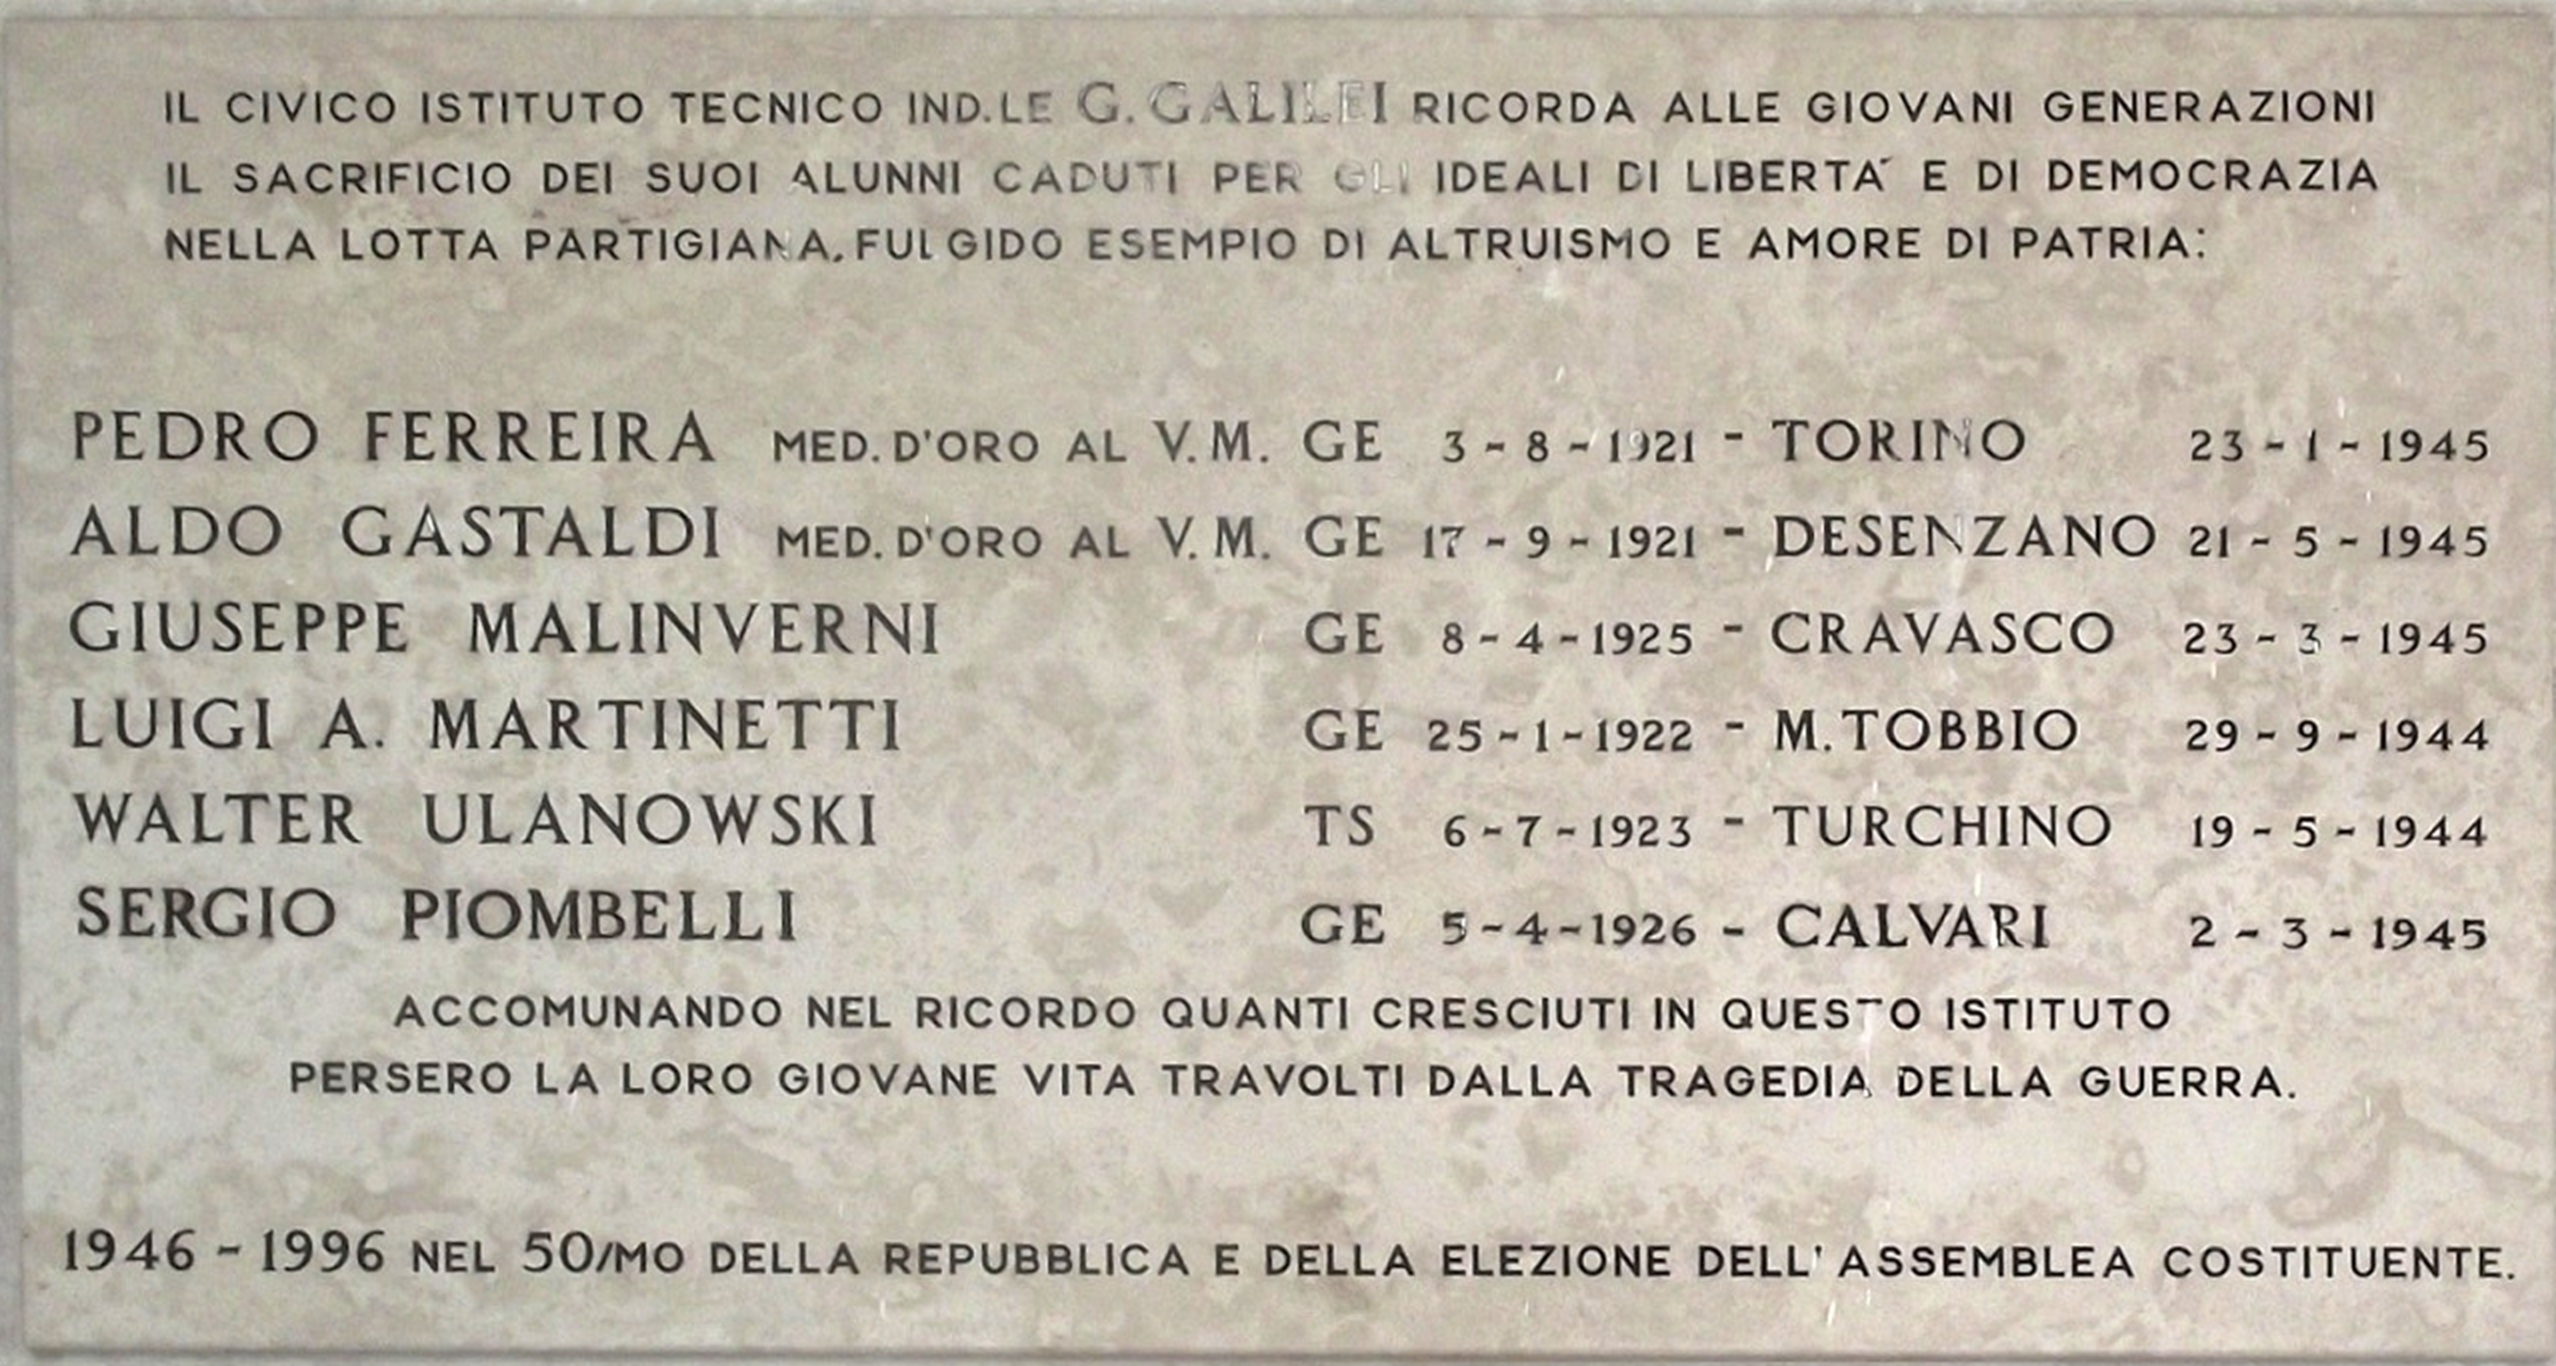 IL CIVICO ISTITUTO TECNICO IND.LE G. GALILEI RICORDA ALLE GIOVANI GENERAZIONI
IL SACRIFICIO DEI SUOI ALUNNI CADUTI PER GLI IDEALI DI LIBERTA´ E DI DEMOCRAZIA
NELLA LOTTA PARTIGIANA. FULGIDO ESEMPIO DI ALTRUISMO E AMORE DI PATRIA:
PEDRO FERREIRA MED. D'ORO AL V. M. GE 3 - 8 - 1921 - TORINO 23 - 1 - 1945
ALDO GASTALDI MED. D'ORO AL V. M. GE 17 - 9 - 1921 - DESENZANO 21 - 5 - 1945
GIUSEPPE MALINVERNI GE 8 - 4 - 1925 - CRAVASCO 23 - 3 - 1945
LUIGI A. MARTINETTI GE 25 - 1 - 1922 - M. TOBBIO 29 - 9 - 1944
WALTER ULANOWSKI TS 6 - 7 - 1923 - TURCHINO 19 - 5 - 1944
SERGIO PIOMBELLI GE 5 - 4 - 1926 - CALVARI 2 - 3 - 1945
ACCOMUNANDO NEL RICORDO QUANTI CRESCIUTI IN QUESTO ISTITUTO
PERSERO LA LORO GIOVANE VITA TRAVOLTI DALLA TRAGEDIA DELLA GUERRA.
1946 - 1996 NEL 50/MO DELLA REPUBBLICA E DELLA ELEZIONE DELL' ASSEMBLEA COSTITUENTE.